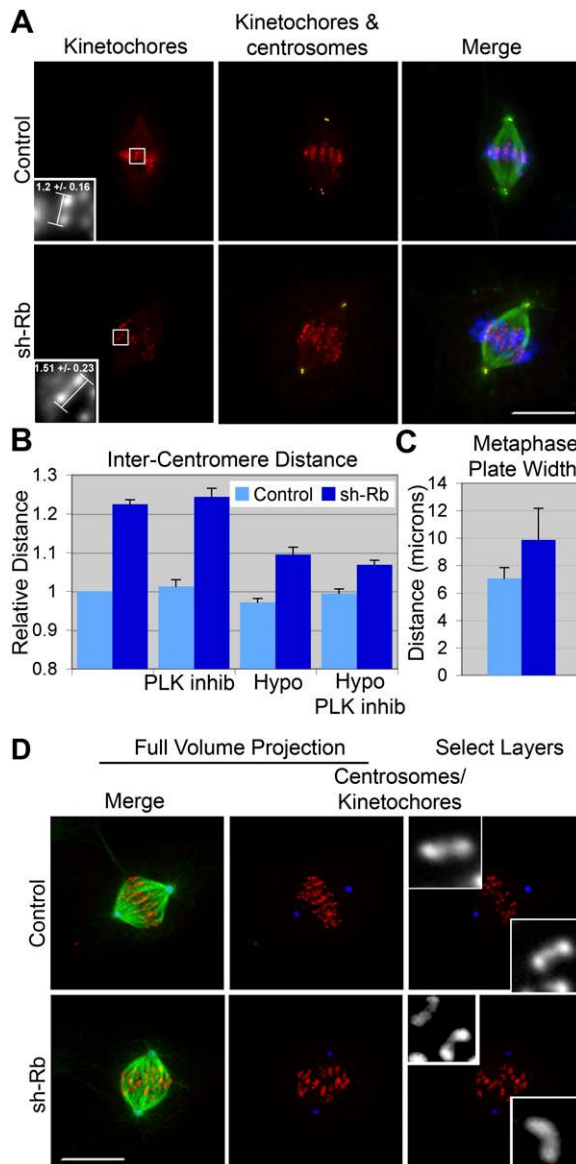 A
Kinetochores
Kinetochores &
centrosomes
Merge
Control
1.2 +/- 0.16
sh-Rb
1.51 +/- 0.23
B
Inter-Centromere Distance
Relative Distance
1.3
1.2
1.1
1
0.9
0.8
Control
sh-Rb
PLK inhib
Hypo
Hypo
PLK inhib
C
Metaphase
Plate Width
Distance (microns)
14
12
10
8
6
4
2
0
D
Full Volume Projection
Select Layers
Merge
Centrosomes/
Kinetochores
Control
sh-Rb